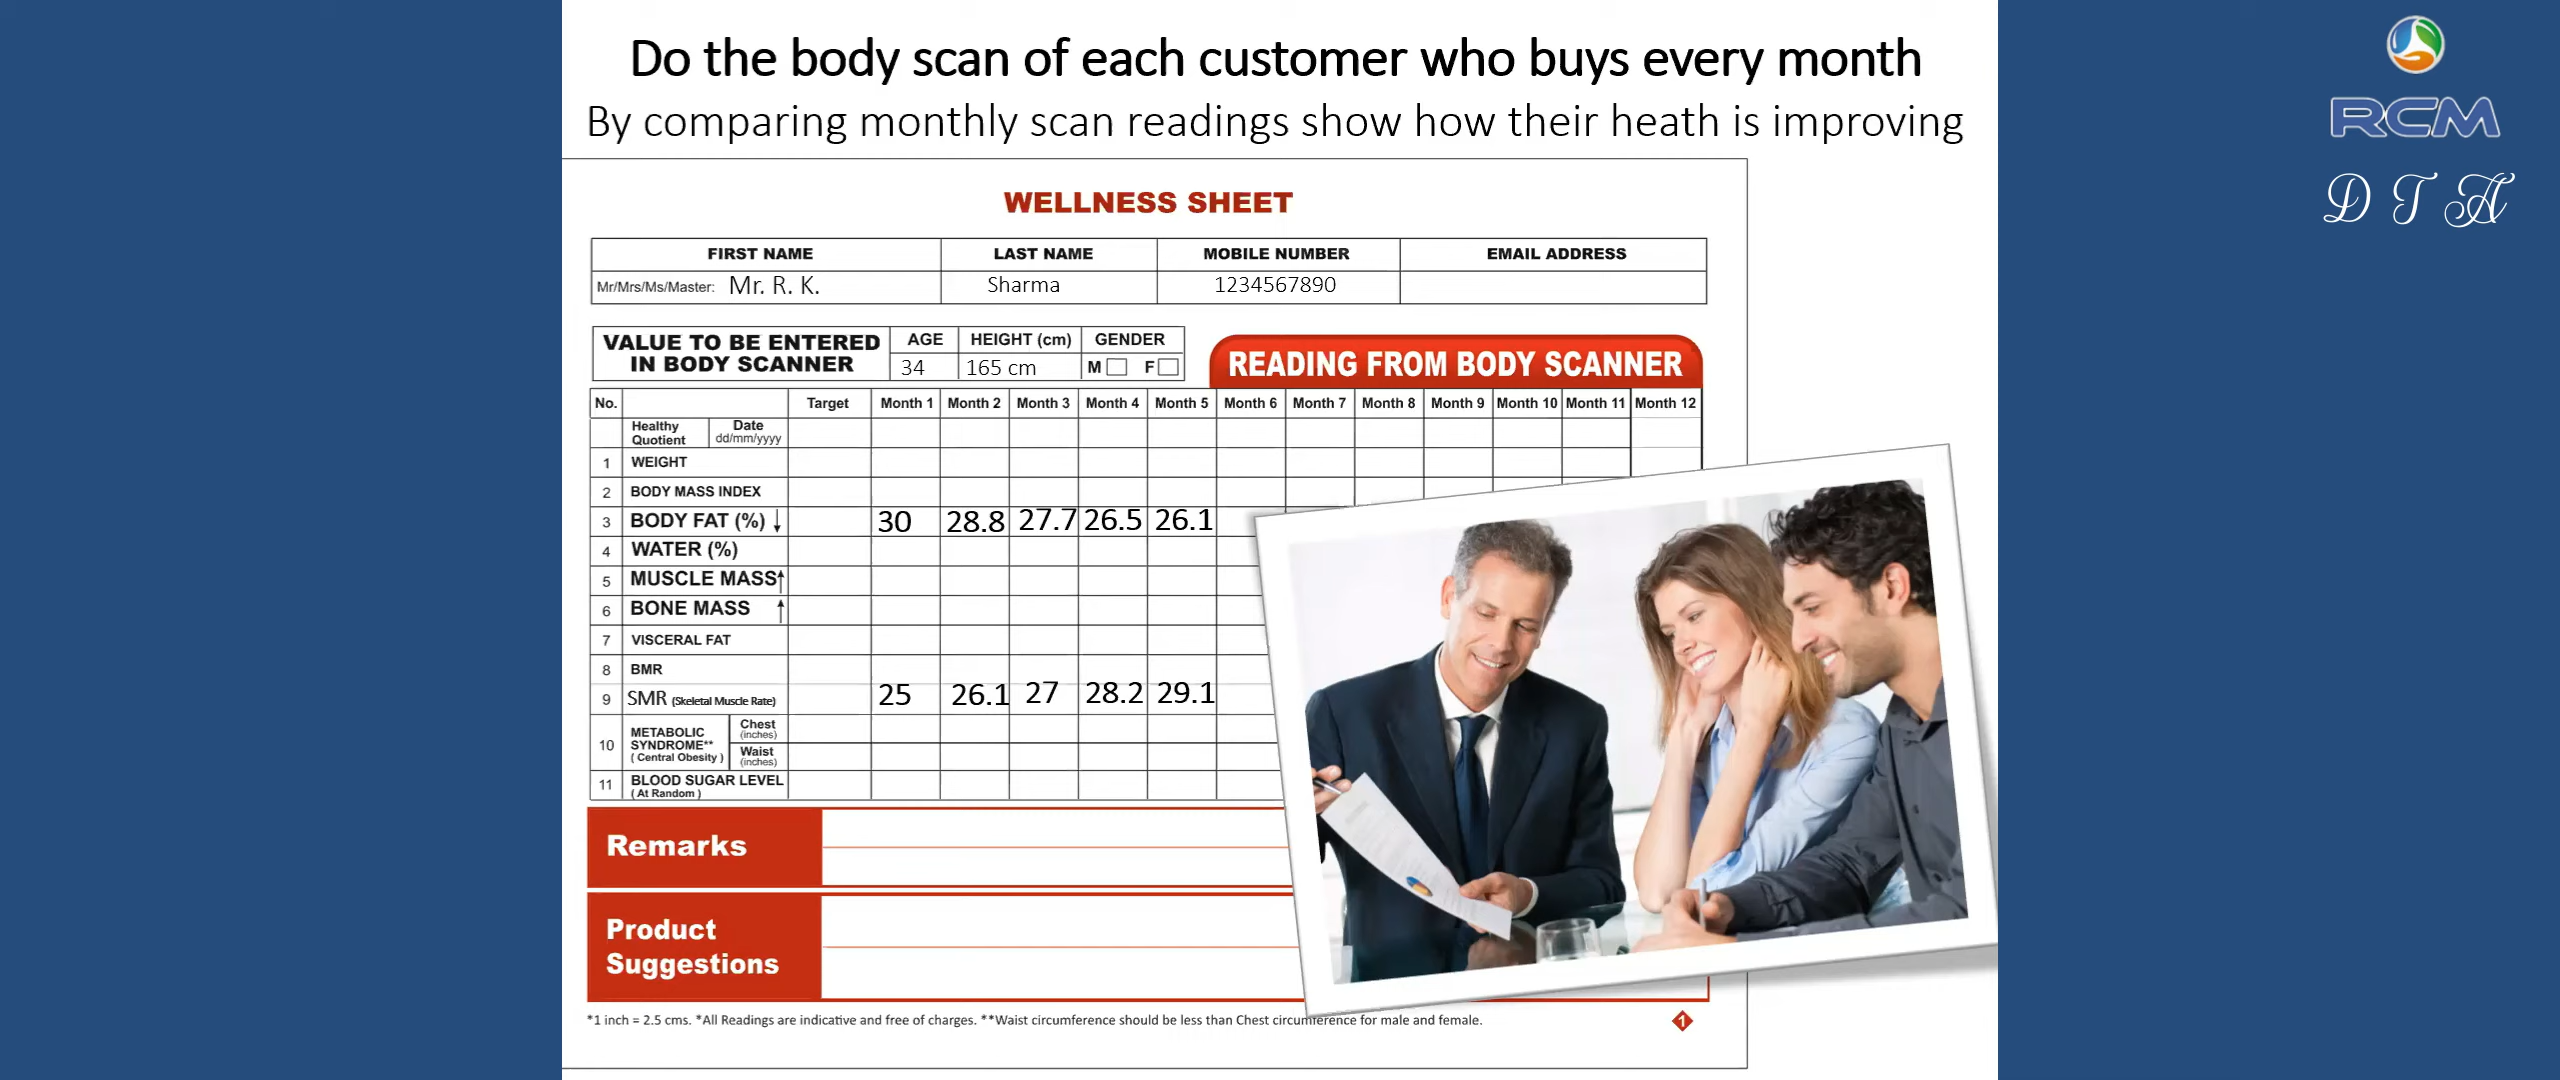 Do the body scan of each customer who buys every month
By comparing monthly scan readings show how their heath is improving
RCM
D T A
WELLNESS SHEET
FIRST NAME LAST NAME MOBILE NUMBER EMAIL ADDRESS
Mr/Mrs/Ms/Master: Mr. R. K. Sharma 1234567890
VALUE TO BE ENTERED IN BODY SCANNER
AGE HEIGHT (cm) GENDER
34 165 cm M F
READING FROM BODY SCANNER
No. Target Month 1 Month 2 Month 3 Month 4 Month 5 Month 6 Month 7 Month 8 Month 9 Month 10 Month 11 Month 12
Healthy Quotient Date dd/mm/yyyy
1 WEIGHT
2 BODY MASS INDEX
3 BODY FAT (%) ↓ 30 28.8 27.7 26.5 26.1
4 WATER (%)
5 MUSCLE MASS ↑
6 BONE MASS ↑
7 VISCERAL FAT
8 BMR
9 SMR (Skeletal Muscle Rate) 25 26.1 27 28.2 29.1
10 METABOLIC SYNDROME** ( Central Obesity ) Chest (inches)
Waist (inches)
11 BLOOD SUGAR LEVEL ( At Random )
Remarks
Product
Suggestions
*1 inch = 2.5 cms. *All Readings are indicative and free of charges. **Waist circumference should be less than Chest circumference for male and female.
1